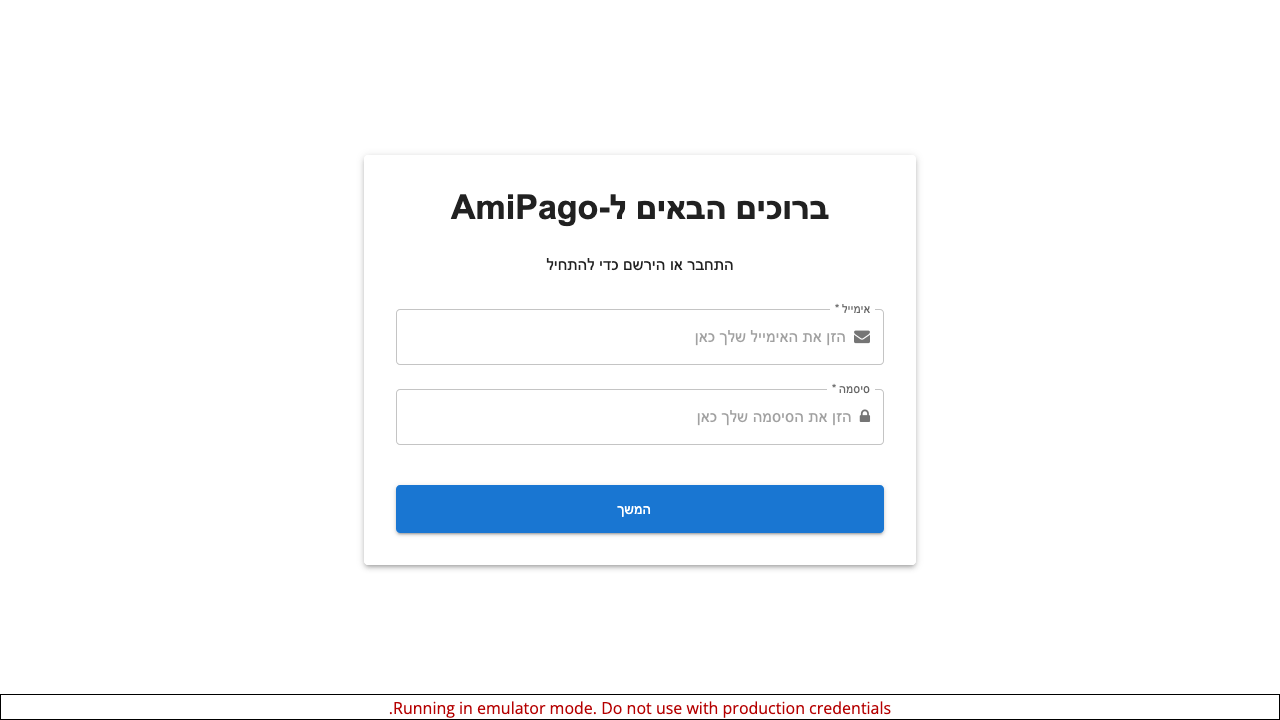 ברוכים הבאים ל-AmiPago
התחבר או הירשם כדי להתחיל
אימייל *
הזן את האימייל שלך כאן
סיסמה *
הזן את הסיסמה שלך כאן
המשך
Running in emulator mode. Do not use with production credentials.